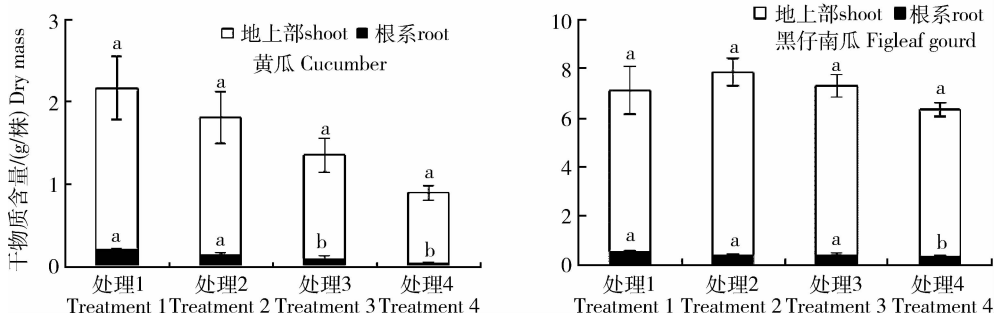 干物质含量/(g/株) Dry mass
3
2
1
0
地上部shoot 根系root
黄瓜 Cucumber
a
a
a
a
a
a
b
b
处理1 处理2 处理3 处理4
Treatment 1 Treatment 2 Treatment 3 Treatment 4
10
8
6
4
2
0
地上部shoot 根系root
黑仔南瓜 Figleaf gourd
a
a
a
a
a
a
a
b
处理1 处理2 处理3 处理4
Treatment 1 Treatment 2 Treatment 3 Treatment 4